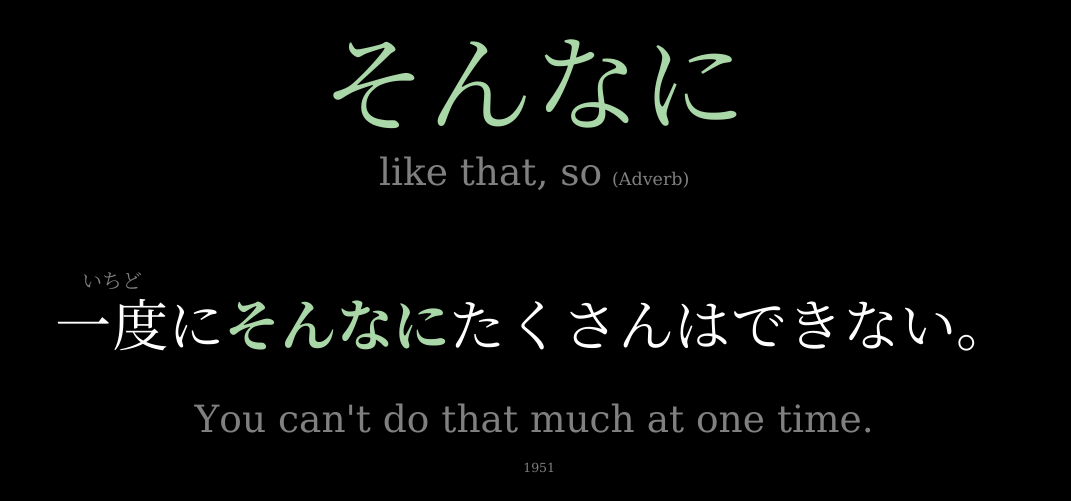 そんなに
like that, so (Adverb)
いちど
一度にそんなにたくさんはできない。
You can't do that much at one time.
1951